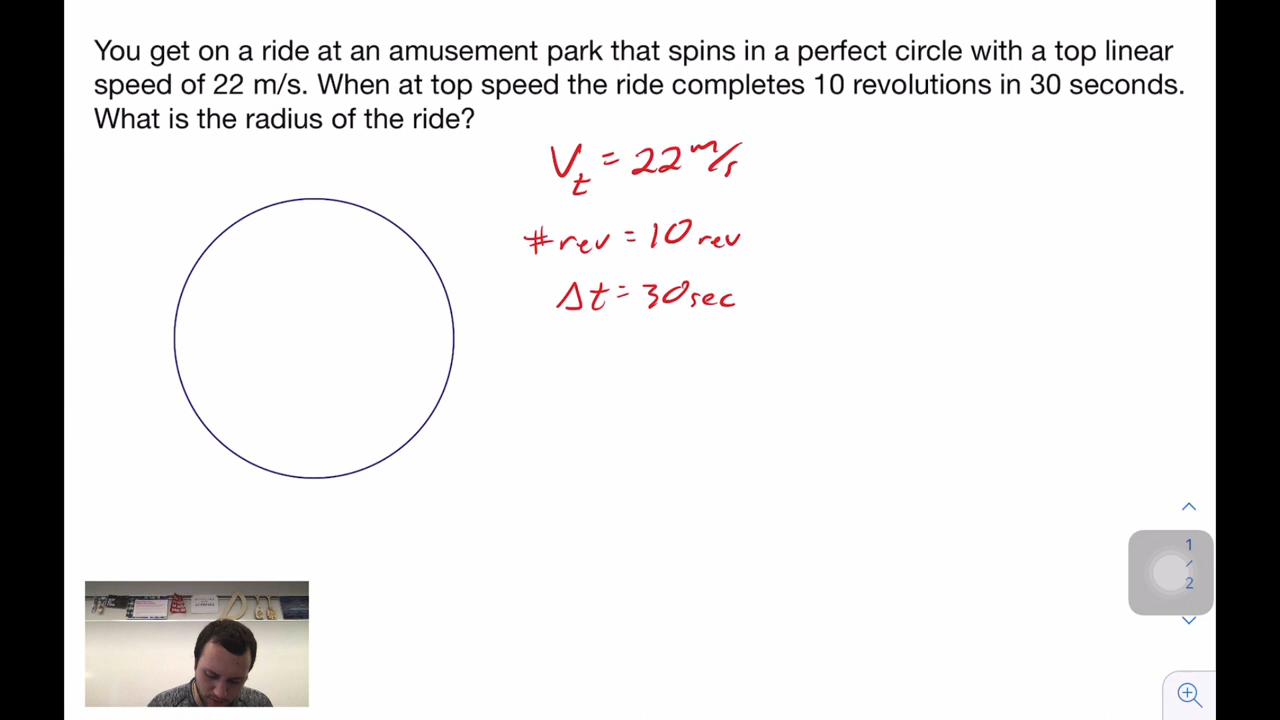 You get on a ride at an amusement park that spins in a perfect circle with a top linear
speed of 22 m/s. When at top speed the ride completes 10 revolutions in 30 seconds.
What is the radius of the ride?
V_t = 22 m/s
#rev = 10 rev
Δt = 30 sec
1
/
2